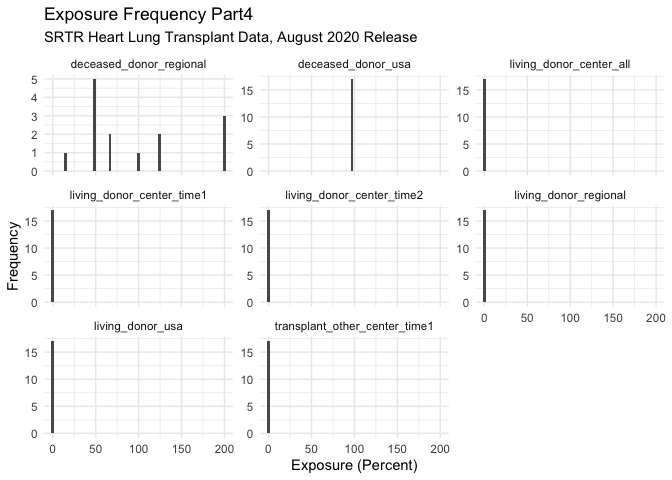 Exposure Frequency Part4
SRTR Heart Lung Transplant Data, August 2020 Release
deceased_donor_regional
deceased_donor_usa
living_donor_center_all
5
4
3
2
1
0
15
10
5
0
15
10
5
0
living_donor_center_time1
living_donor_center_time2
living_donor_regional
15
10
5
0
15
10
5
0
15
10
5
0
0 50 100 150 200
living_donor_usa
transplant_other_center_time1
15
10
5
0
15
10
5
0
0 50 100 150 200
0 50 100 150 200
Frequency
Exposure (Percent)